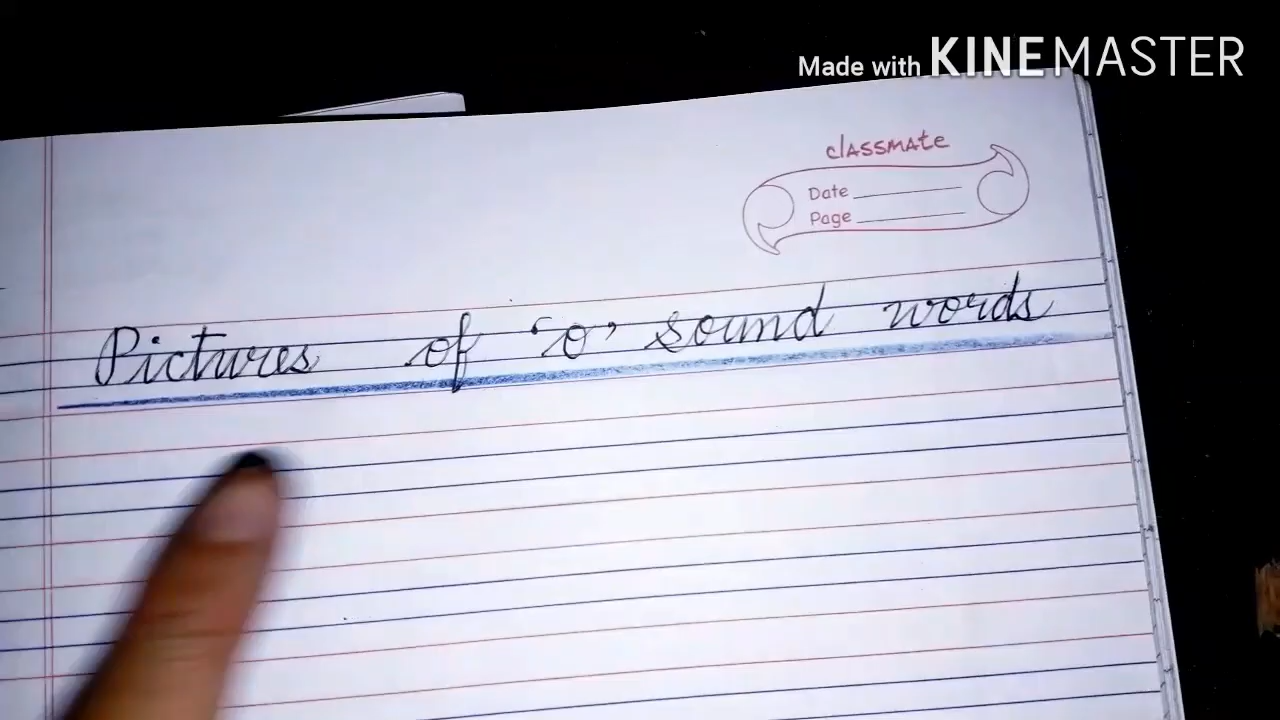 Made with KINEMASTER
classmate
Date
Page
Pictures of 'o' sound words